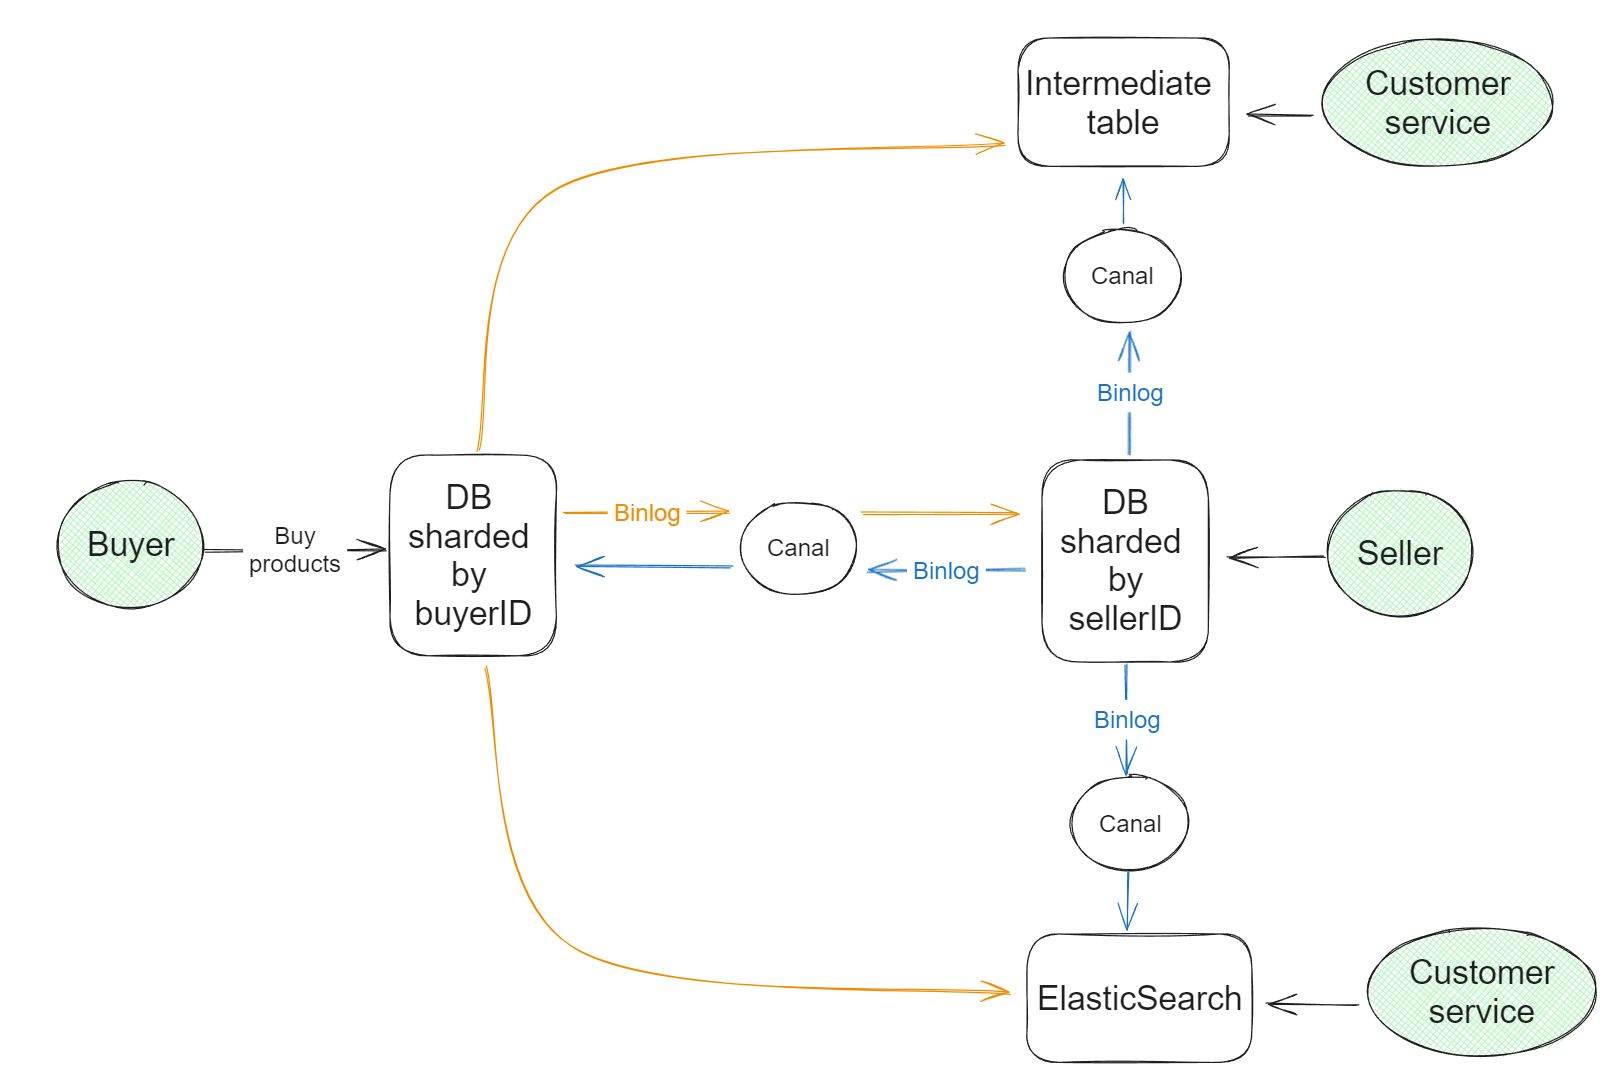 Intermediate
table
Customer
service
Canal
Binlog
Buyer
Buy
products
DB
sharded
by
buyerID
Binlog
Canal
Binlog
DB
sharded
by
sellerID
Seller
Binlog
Canal
ElasticSearch
Customer
service